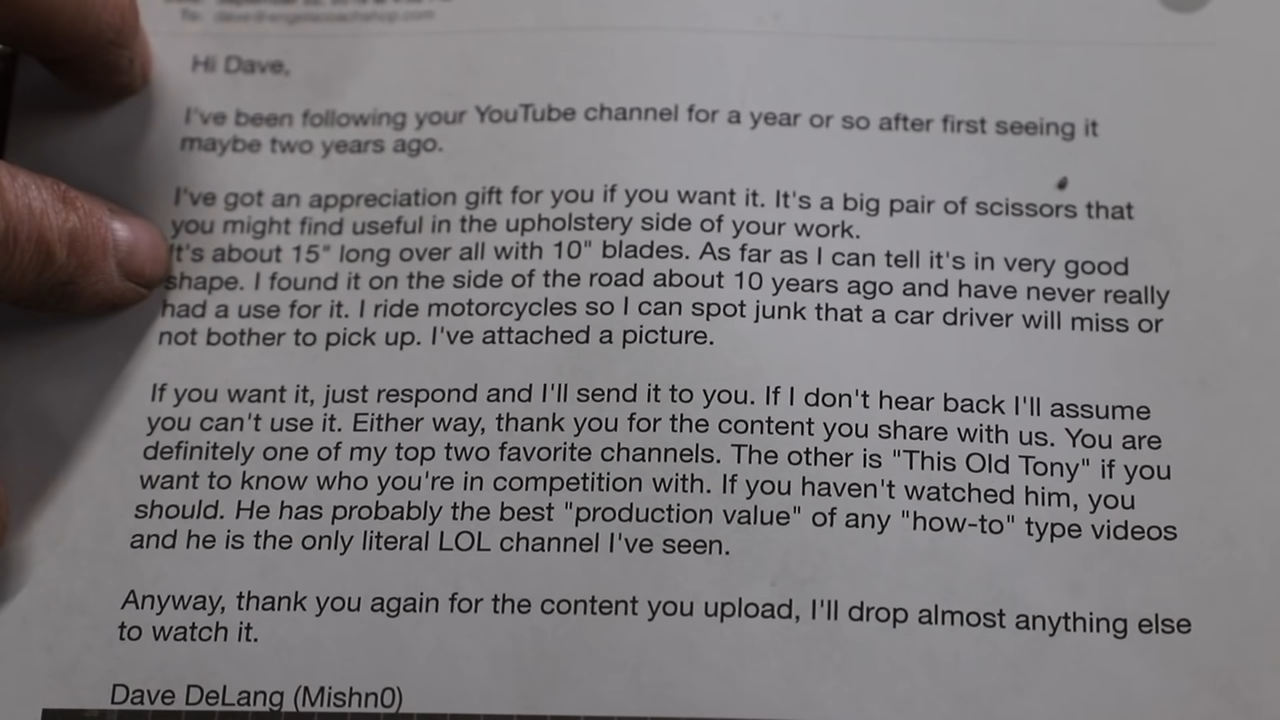 To:
Hi Dave,
I've been following your YouTube channel for a year or so after first seeing it
maybe two years ago.
I've got an appreciation gift for you if you want it. It's a big pair of scissors that
you might find useful in the upholstery side of your work.
It's about 15" long over all with 10" blades. As far as I can tell it's in very good
shape. I found it on the side of the road about 10 years ago and have never really
had a use for it. I ride motorcycles so I can spot junk that a car driver will miss or
not bother to pick up. I've attached a picture.
If you want it, just respond and I'll send it to you. If I don't hear back I'll assume
you can't use it. Either way, thank you for the content you share with us. You are
definitely one of my top two favorite channels. The other is "This Old Tony" if you
want to know who you're in competition with. If you haven't watched him, you
should. He has probably the best "production value" of any "how-to" type videos
and he is the only literal LOL channel I've seen.
Anyway, thank you again for the content you upload, I'll drop almost anything else
to watch it.
Dave DeLang (Mishn0)